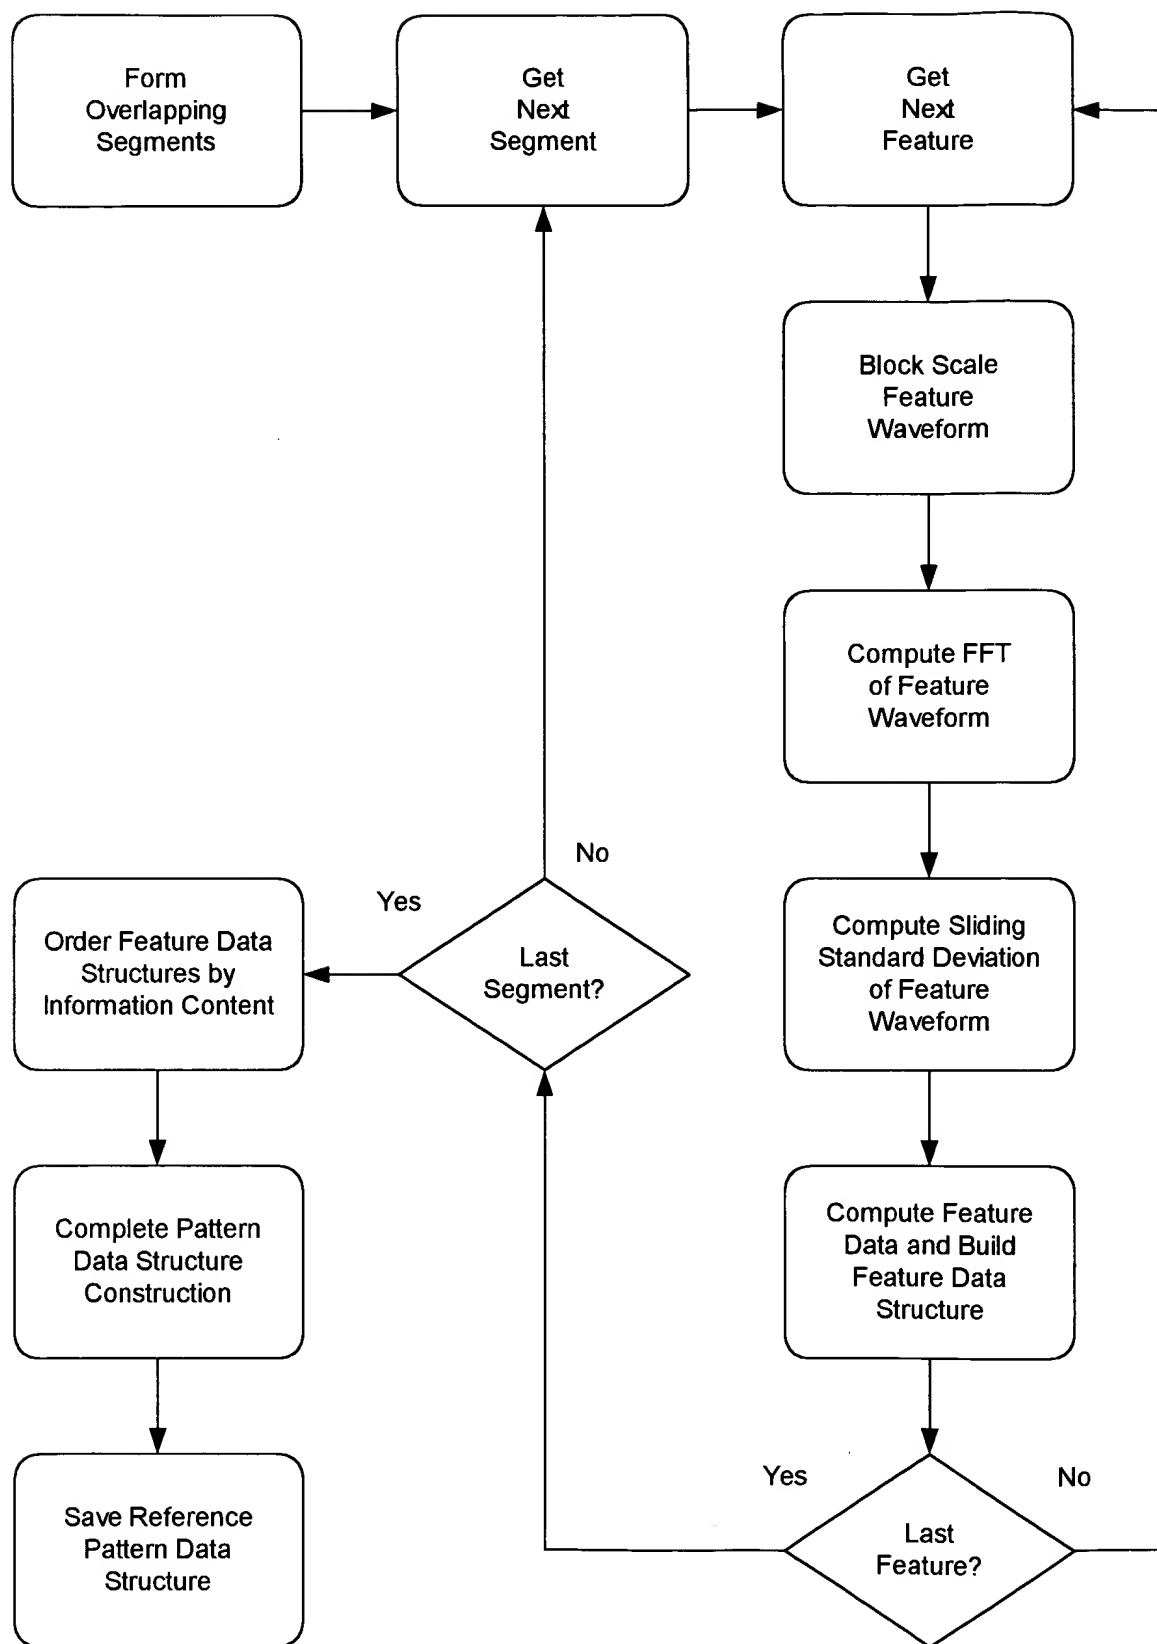 Form
Overlapping
Segments
Get
Next
Segment
Get
Next
Feature
Block Scale
Feature
Waveform
Compute FFT
of Feature
Waveform
Compute Sliding
Standard Deviation
of Feature
Waveform
Compute Feature
Data and Build
Feature Data
Structure
Last
Feature?
Yes
No
Last
Segment?
No
Yes
Order Feature Data
Structures by
Information Content
Complete Pattern
Data Structure
Construction
Save Reference
Pattern Data
Structure